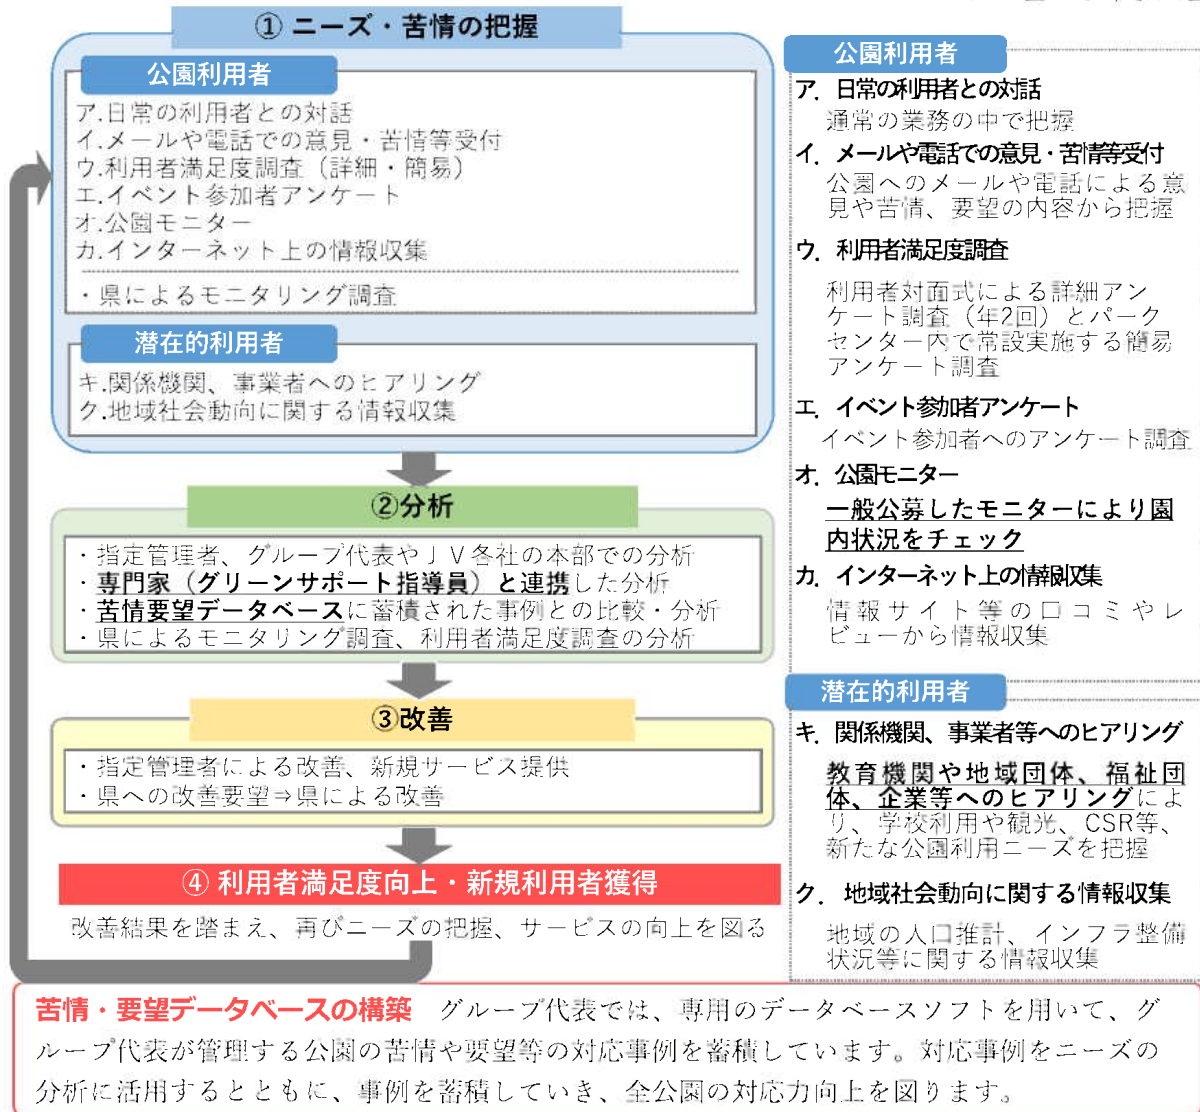 ① ニーズ・苦情の把握
公園利用者
ア.日常の利用者との対話
イ.メールや電話での意見・苦情等受付
ウ.利用者満足度調査（詳細・簡易）
エ.イベント参加者アンケート
オ.公園モニター
カ.インターネット上の情報収集
・県によるモニタリング調査
潜在的利用者
キ.関係機関、事業者へのヒアリング
ク.地域社会動向に関する情報収集
②分析
・指定管理者、グループ代表やＪＶ各社の本部での分析
・専門家（グリーンサポート指導員）と連携した分析
・苦情要望データベースに蓄積された事例との比較・分析
・県によるモニタリング調査、利用者満足度調査の分析
③改善
・指定管理者による改善、新規サービス提供
・県への改善要望⇒県による改善
④ 利用者満足度向上・新規利用者獲得
改善結果を踏まえ、再びニーズの把握、サービスの向上を図る
公園利用者
ア. 日常の利用者との対話
通常の業務の中で把握
イ. メールや電話での意見・苦情等受付
公園へのメールや電話による意
見や苦情、要望の内容から把握
ウ. 利用者満足度調査
利用者対面式による詳細アン
ケート調査（年2回）とパーク
センター内で常設実施する簡易
アンケート調査
エ. イベント参加者アンケート
イベント参加者へのアンケート調査
オ. 公園モニター
一般公募したモニターにより園
内状況をチェック
カ. インターネット上の情報収集
情報サイト等の口コミやレ
ビューから情報収集
潜在的利用者
キ. 関係機関、事業者等へのヒアリング
教育機関や地域団体、福祉団
体、企業等へのヒアリングによ
り、学校利用や観光、CSR等、
新たな公園利用ニーズを把握
ク. 地域社会動向に関する情報収集
地域の人口推計、インフラ整備
状況等に関する情報収集
苦情・要望データベースの構築 グループ代表では、専用のデータベースソフトを用いて、グ
ループ代表が管理する公園の苦情や要望等の対応事例を蓄積しています。対応事例をニーズの
分析に活用するとともに、事例を蓄積していき、全公園の対応力向上を図ります。